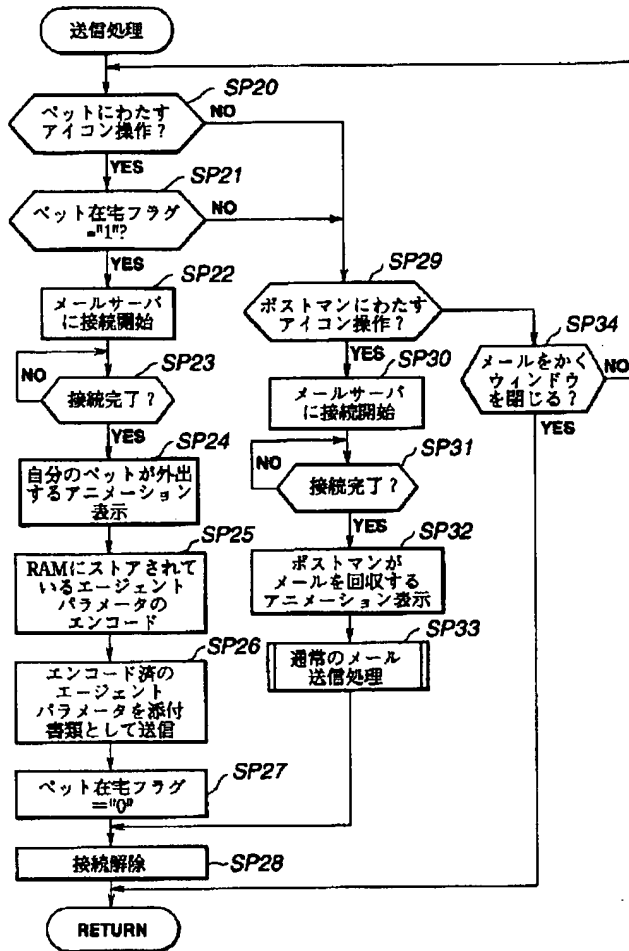 送信処理
SP20
ペットにわたす
アイコン操作?
NO
YES
SP21
ペット在宅フラグ
="1"?
NO
YES
SP22
メールサーバ
に接続開始
SP23
NO
接続完了?
YES
SP24
自分のペットが外出
するアニメーション
表示
SP25
RAMにストアされて
いるエージェント
パラメータの
エンコード
SP26
エンコード済の
エージェント
パラメータを添付
書類として送信
SP27
ペット在宅フラグ
="0"
SP28
接続解除
RETURN
SP29
ポストマンにわたす
アイコン操作?
YES
SP30
メールサーバ
に接続開始
SP31
NO
接続完了?
YES
SP32
ポストマンが
メールを回収する
アニメーション表示
SP33
通常のメール
送信処理
SP34
メールをかく
ウィンドウ
を閉じる?
NO
YES